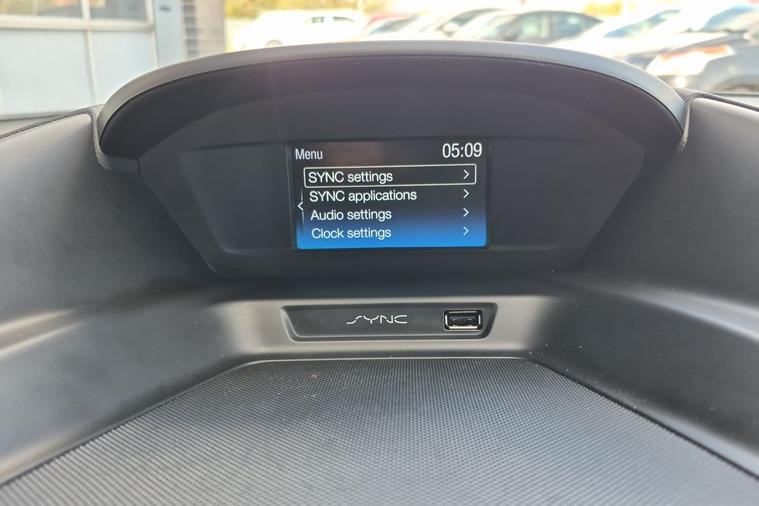 Menu 05:09
SYNC settings
SYNC applications
Audio settings
Clock settings
SYNC